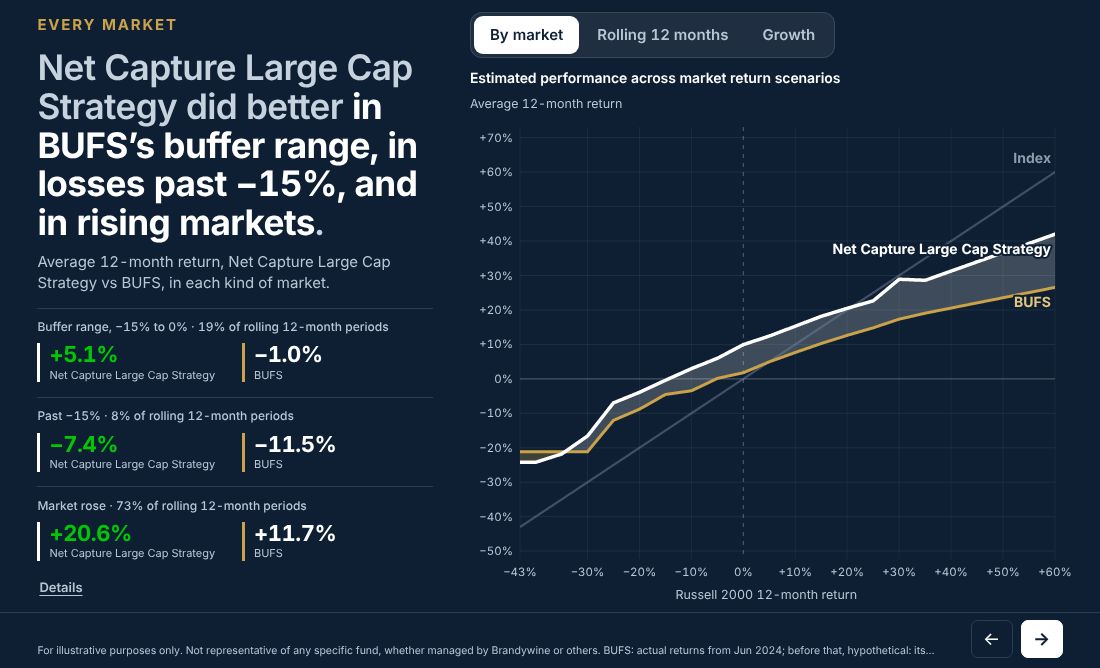 EVERY MARKET
Net Capture Large Cap
Strategy did better in
BUFS’s buffer range, in
losses past −15%, and
in rising markets.
Average 12-month return, Net Capture Large Cap
Strategy vs BUFS, in each kind of market.
Buffer range, −15% to 0% · 19% of rolling 12-month periods
+5.1%
Net Capture Large Cap Strategy
−1.0%
BUFS
Past −15% · 8% of rolling 12-month periods
−7.4%
Net Capture Large Cap Strategy
−11.5%
BUFS
Market rose · 73% of rolling 12-month periods
+20.6%
Net Capture Large Cap Strategy
+11.7%
BUFS
Details
By market
Rolling 12 months
Growth
Estimated performance across market return scenarios
Average 12-month return
+70%
+60%
+50%
+40%
+30%
+20%
+10%
0%
−10%
−20%
−30%
−40%
−50%
Index
Net Capture Large Cap Strategy
BUFS
−43% −30% −20% −10% 0% +10% +20% +30% +40% +50% +60%
Russell 2000 12-month return
For illustrative purposes only. Not representative of any specific fund, whether managed by Brandywine or others. BUFS: actual returns from Jun 2024; before that, hypothetical: its…